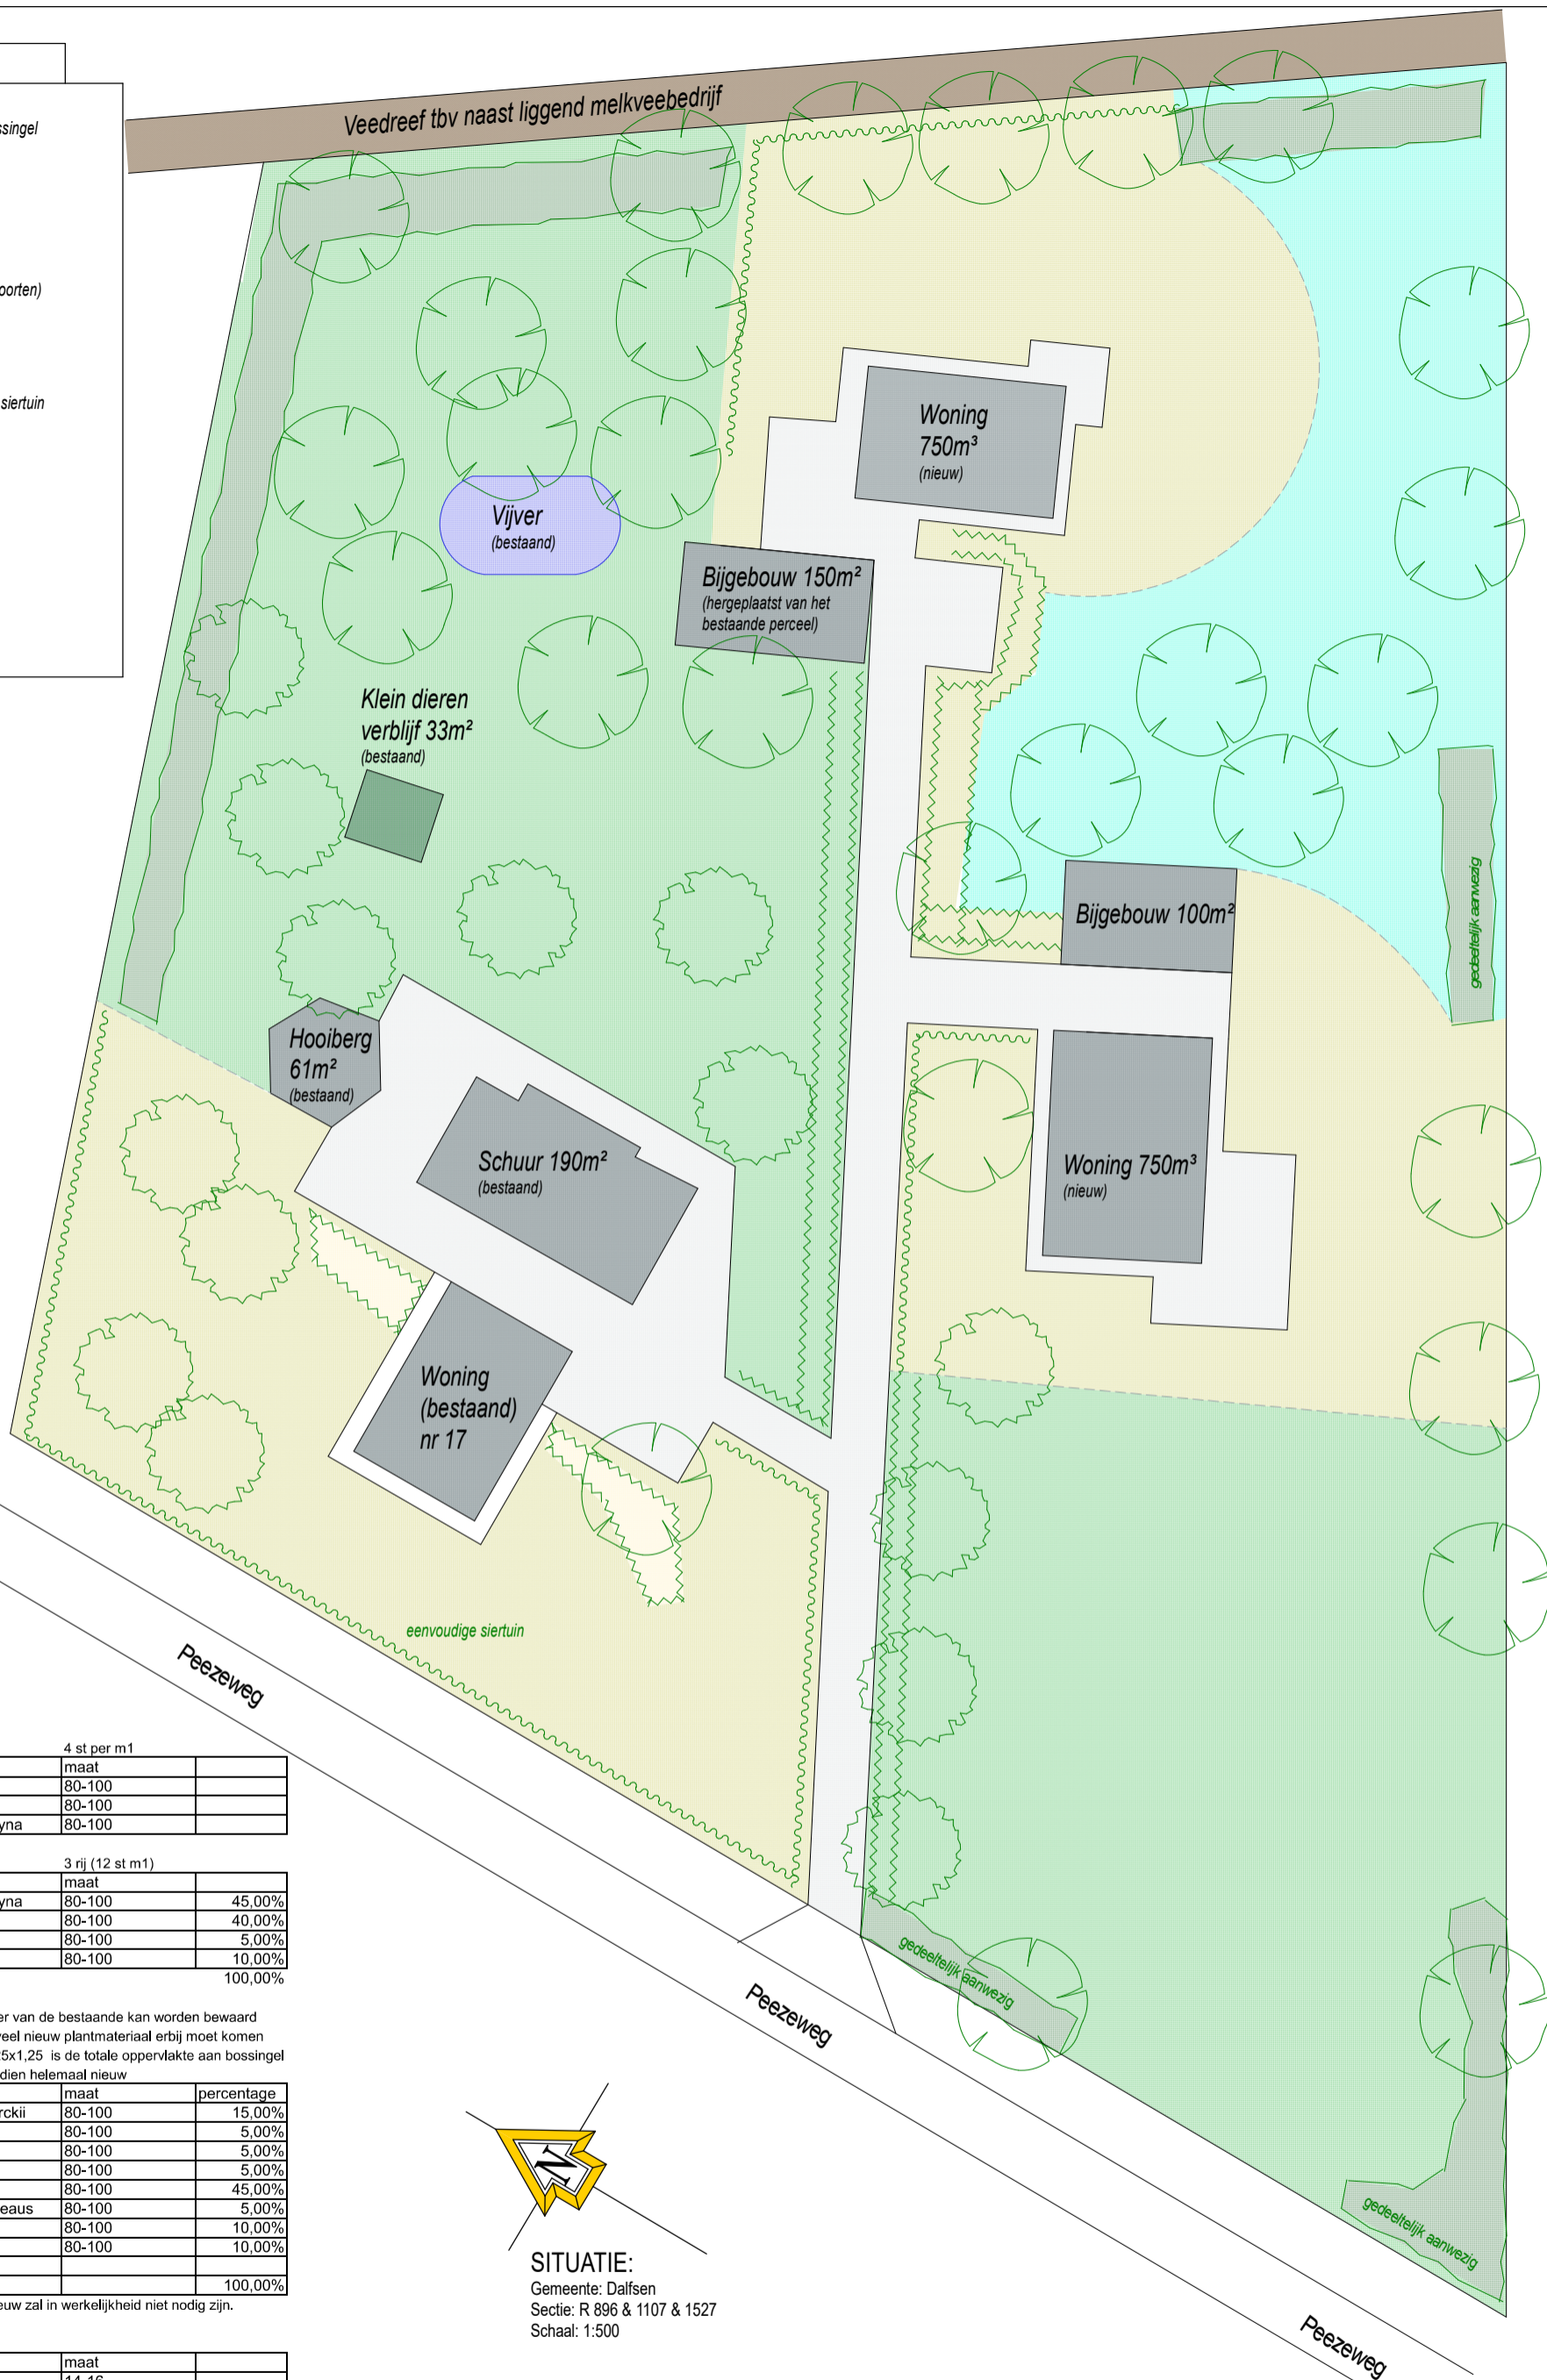 Veedreef tbv naast liggend melkveebedrijf
Woning
750m³
(nieuw)
Vijver
(bestaand)
Bijgebouw 150m²
(hergeplaatst van het
bestaande perceel)
Klein dieren
verblijf 33m²
(bestaand)
Bijgebouw 100m²
gedeeltelijk aanwezig
Hooiberg
61m²
(bestaand)
Schuur 190m²
(bestaand)
Woning 750m³
(nieuw)
Woning
(bestaand)
nr 17
eenvoudige siertuin
Peezeweg
gedeeltelijk aanwezig
Peezeweg
gedeeltelijk aanwezig
Peezeweg
N
SITUATIE:
Gemeente: Dalfsen
Sectie: R 896 & 1107 & 1527
Schaal: 1:500
ssingel
oorten)
siertuin
4 st per m1
maat
80-100
80-100
yna 80-100
3 rij (12 st m1)
maat
yna 80-100 45,00%
80-100 40,00%
80-100 5,00%
80-100 10,00%
100,00%
er van de bestaande kan worden bewaard
veel nieuw plantmateriaal erbij moet komen
25x1,25 is de totale oppervlakte aan bossingel
dien helemaal nieuw
maat percentage
rckii 80-100 15,00%
80-100 5,00%
80-100 5,00%
80-100 5,00%
80-100 45,00%
eaus 80-100 5,00%
80-100 10,00%
80-100 10,00%
100,00%
euw zal in werkelijkheid niet nodig zijn.
maat
14-16